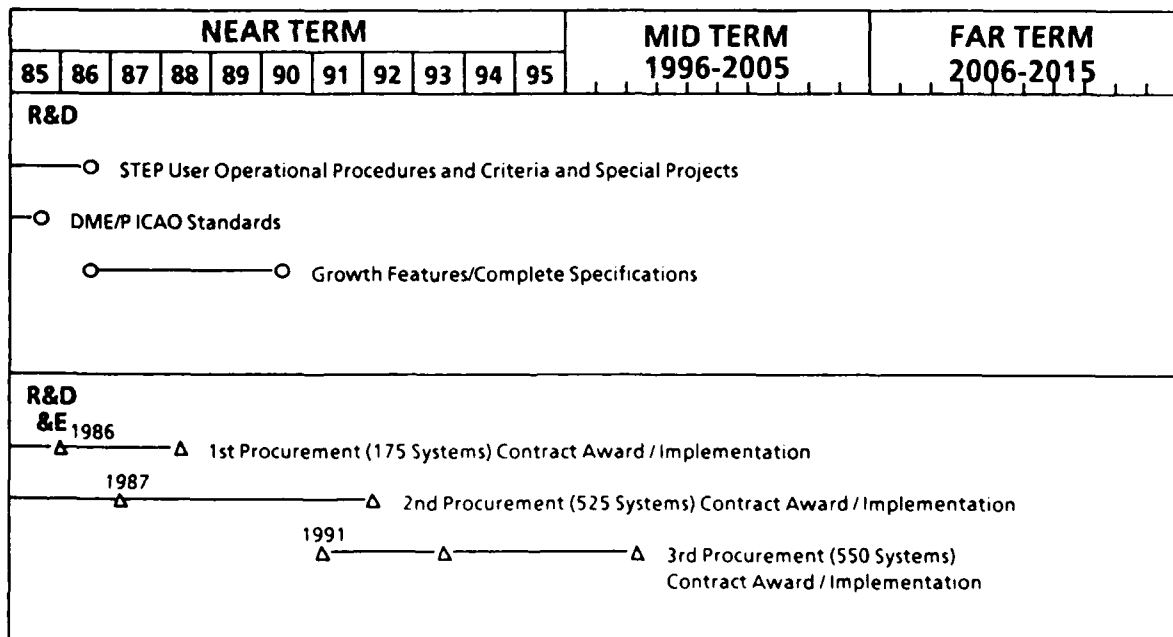 NEAR TERM
MID TERM
1996-2005
FAR TERM
2006-2015
85 86 87 88 89 90 91 92 93 94 95
R&D
STEP User Operational Procedures and Criteria and Special Projects
DME/P ICAO Standards
Growth Features/Complete Specifications
R&D
&E
1986
1st Procurement (175 Systems) Contract Award / Implementation
1987
2nd Procurement (525 Systems) Contract Award / Implementation
1991
3rd Procurement (550 Systems)
Contract Award / Implementation